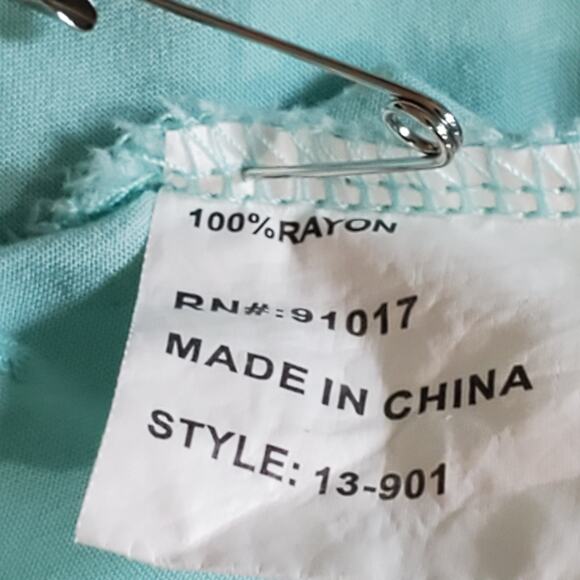 100%RAYON
RN#:91017
MADE IN CHINA
STYLE: 13-901